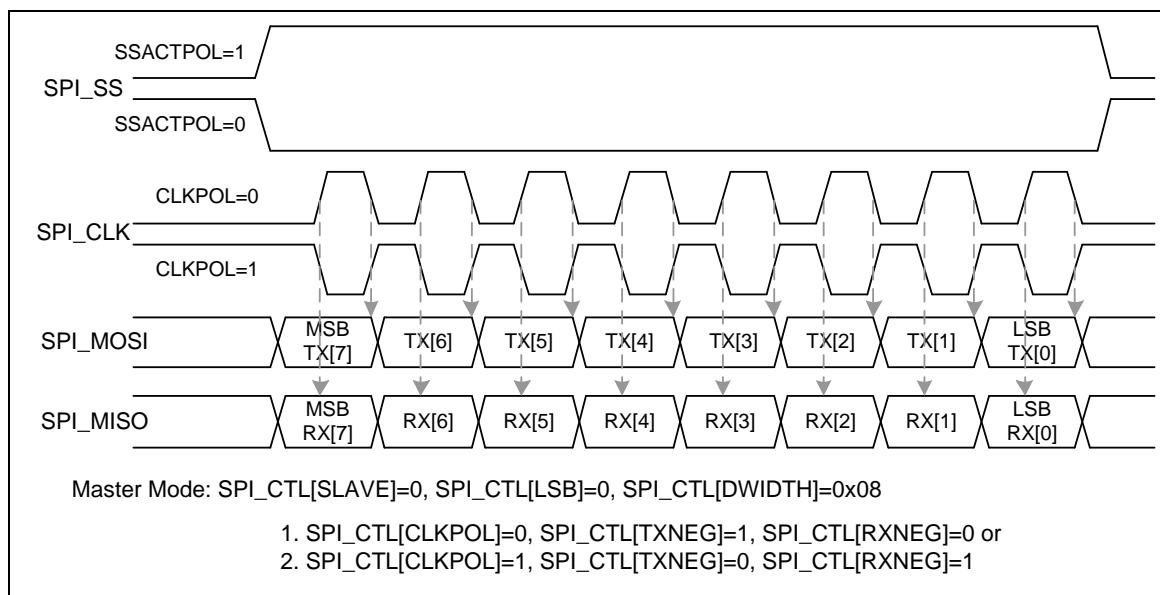 SSACTPOL=1
SPI_SS
SSACTPOL=0
CLKPOL=0
SPI_CLK
CLKPOL=1
SPI_MOSI
MSB
TX[7]
TX[6]
TX[5]
TX[4]
TX[3]
TX[2]
TX[1]
LSB
TX[0]
SPI_MISO
MSB
RX[7]
RX[6]
RX[5]
RX[4]
RX[3]
RX[2]
RX[1]
LSB
RX[0]
Master Mode: SPI_CTL[SLAVE]=0, SPI_CTL[LSB]=0, SPI_CTL[DWIDTH]=0x08
1. SPI_CTL[CLKPOL]=0, SPI_CTL[TXNEG]=1, SPI_CTL[RXNEG]=0 or
2. SPI_CTL[CLKPOL]=1, SPI_CTL[TXNEG]=0, SPI_CTL[RXNEG]=1